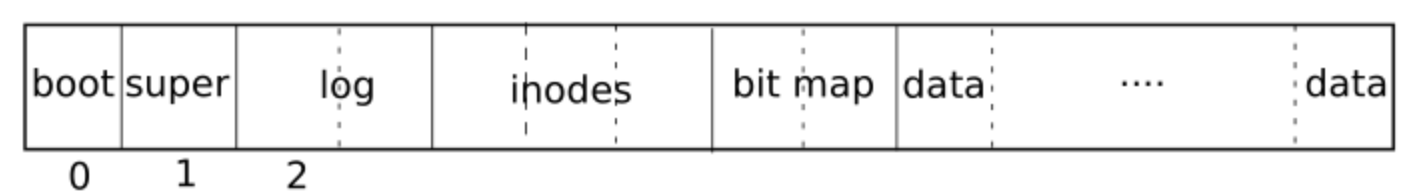 boot super log inodes bit map data .... data
0 1 2